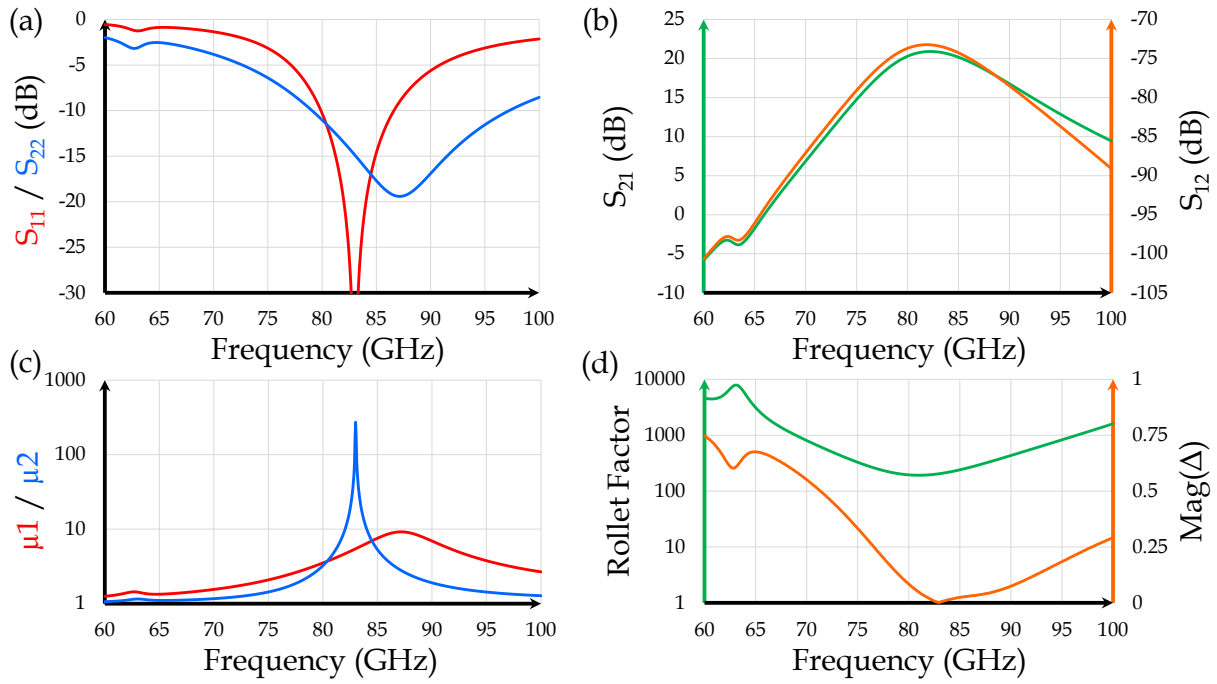 (a)
S11 / S22 (dB)
0
-5
-10
-15
-20
-25
-30
60 65 70 75 80 85 90 95 100
Frequency (GHz)
(b)
S21 (dB)
25
20
15
10
5
0
-5
-10
S12 (dB)
-70
-75
-80
-85
-90
-95
-100
-105
60 65 70 75 80 85 90 95 100
Frequency (GHz)
(c)
μ1 / μ2
1000
100
10
1
60 65 70 75 80 85 90 95 100
Frequency (GHz)
(d)
Rollet Factor
10000
1000
100
10
1
Mag(Δ)
1
0.75
0.5
0.25
0
60 65 70 75 80 85 90 95 100
Frequency (GHz)